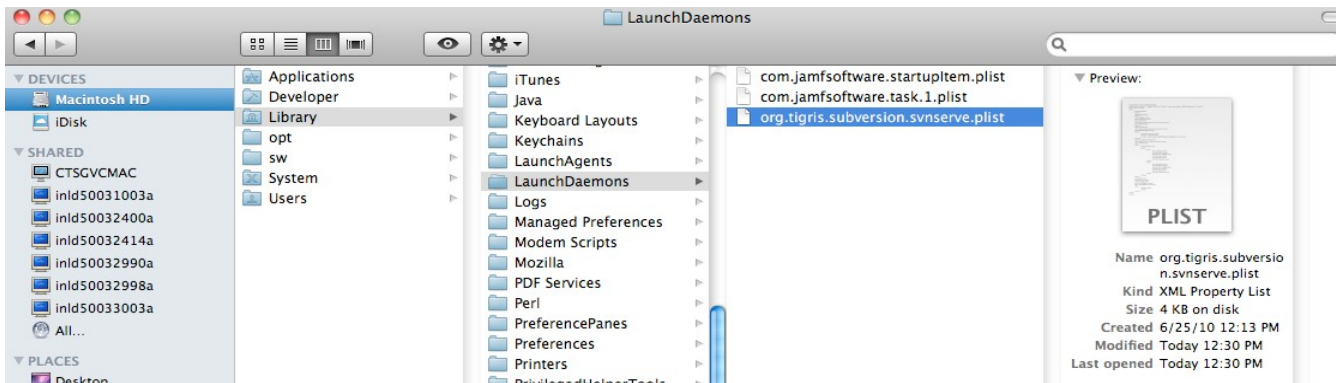 LaunchDaemons
DEVICES
Macintosh HD
iDisk
SHARED
CTSGVCMAC
inld50031003a
inld50032400a
inld50032414a
inld50032990a
inld50032998a
inld50033003a
All...
PLACES
Desktop
Applications
Developer
Library
opt
sw
System
Users
iTunes
Java
Keyboard Layouts
Keychains
LaunchAgents
LaunchDaemons
Logs
Managed Preferences
Modem Scripts
Mozilla
PDF Services
Perl
PreferencePanes
Preferences
Printers
PrivilegedHelperTools
com.jamfsoftware.startupItem.plist
com.jamfsoftware.task.1.plist
org.tigris.subversion.svnserve.plist
Preview:
PLIST
Name org.tigris.subversio
n.svnserve.plist
Kind XML Property List
Size 4 KB on disk
Created 6/25/10 12:13 PM
Modified Today 12:30 PM
Last opened Today 12:30 PM